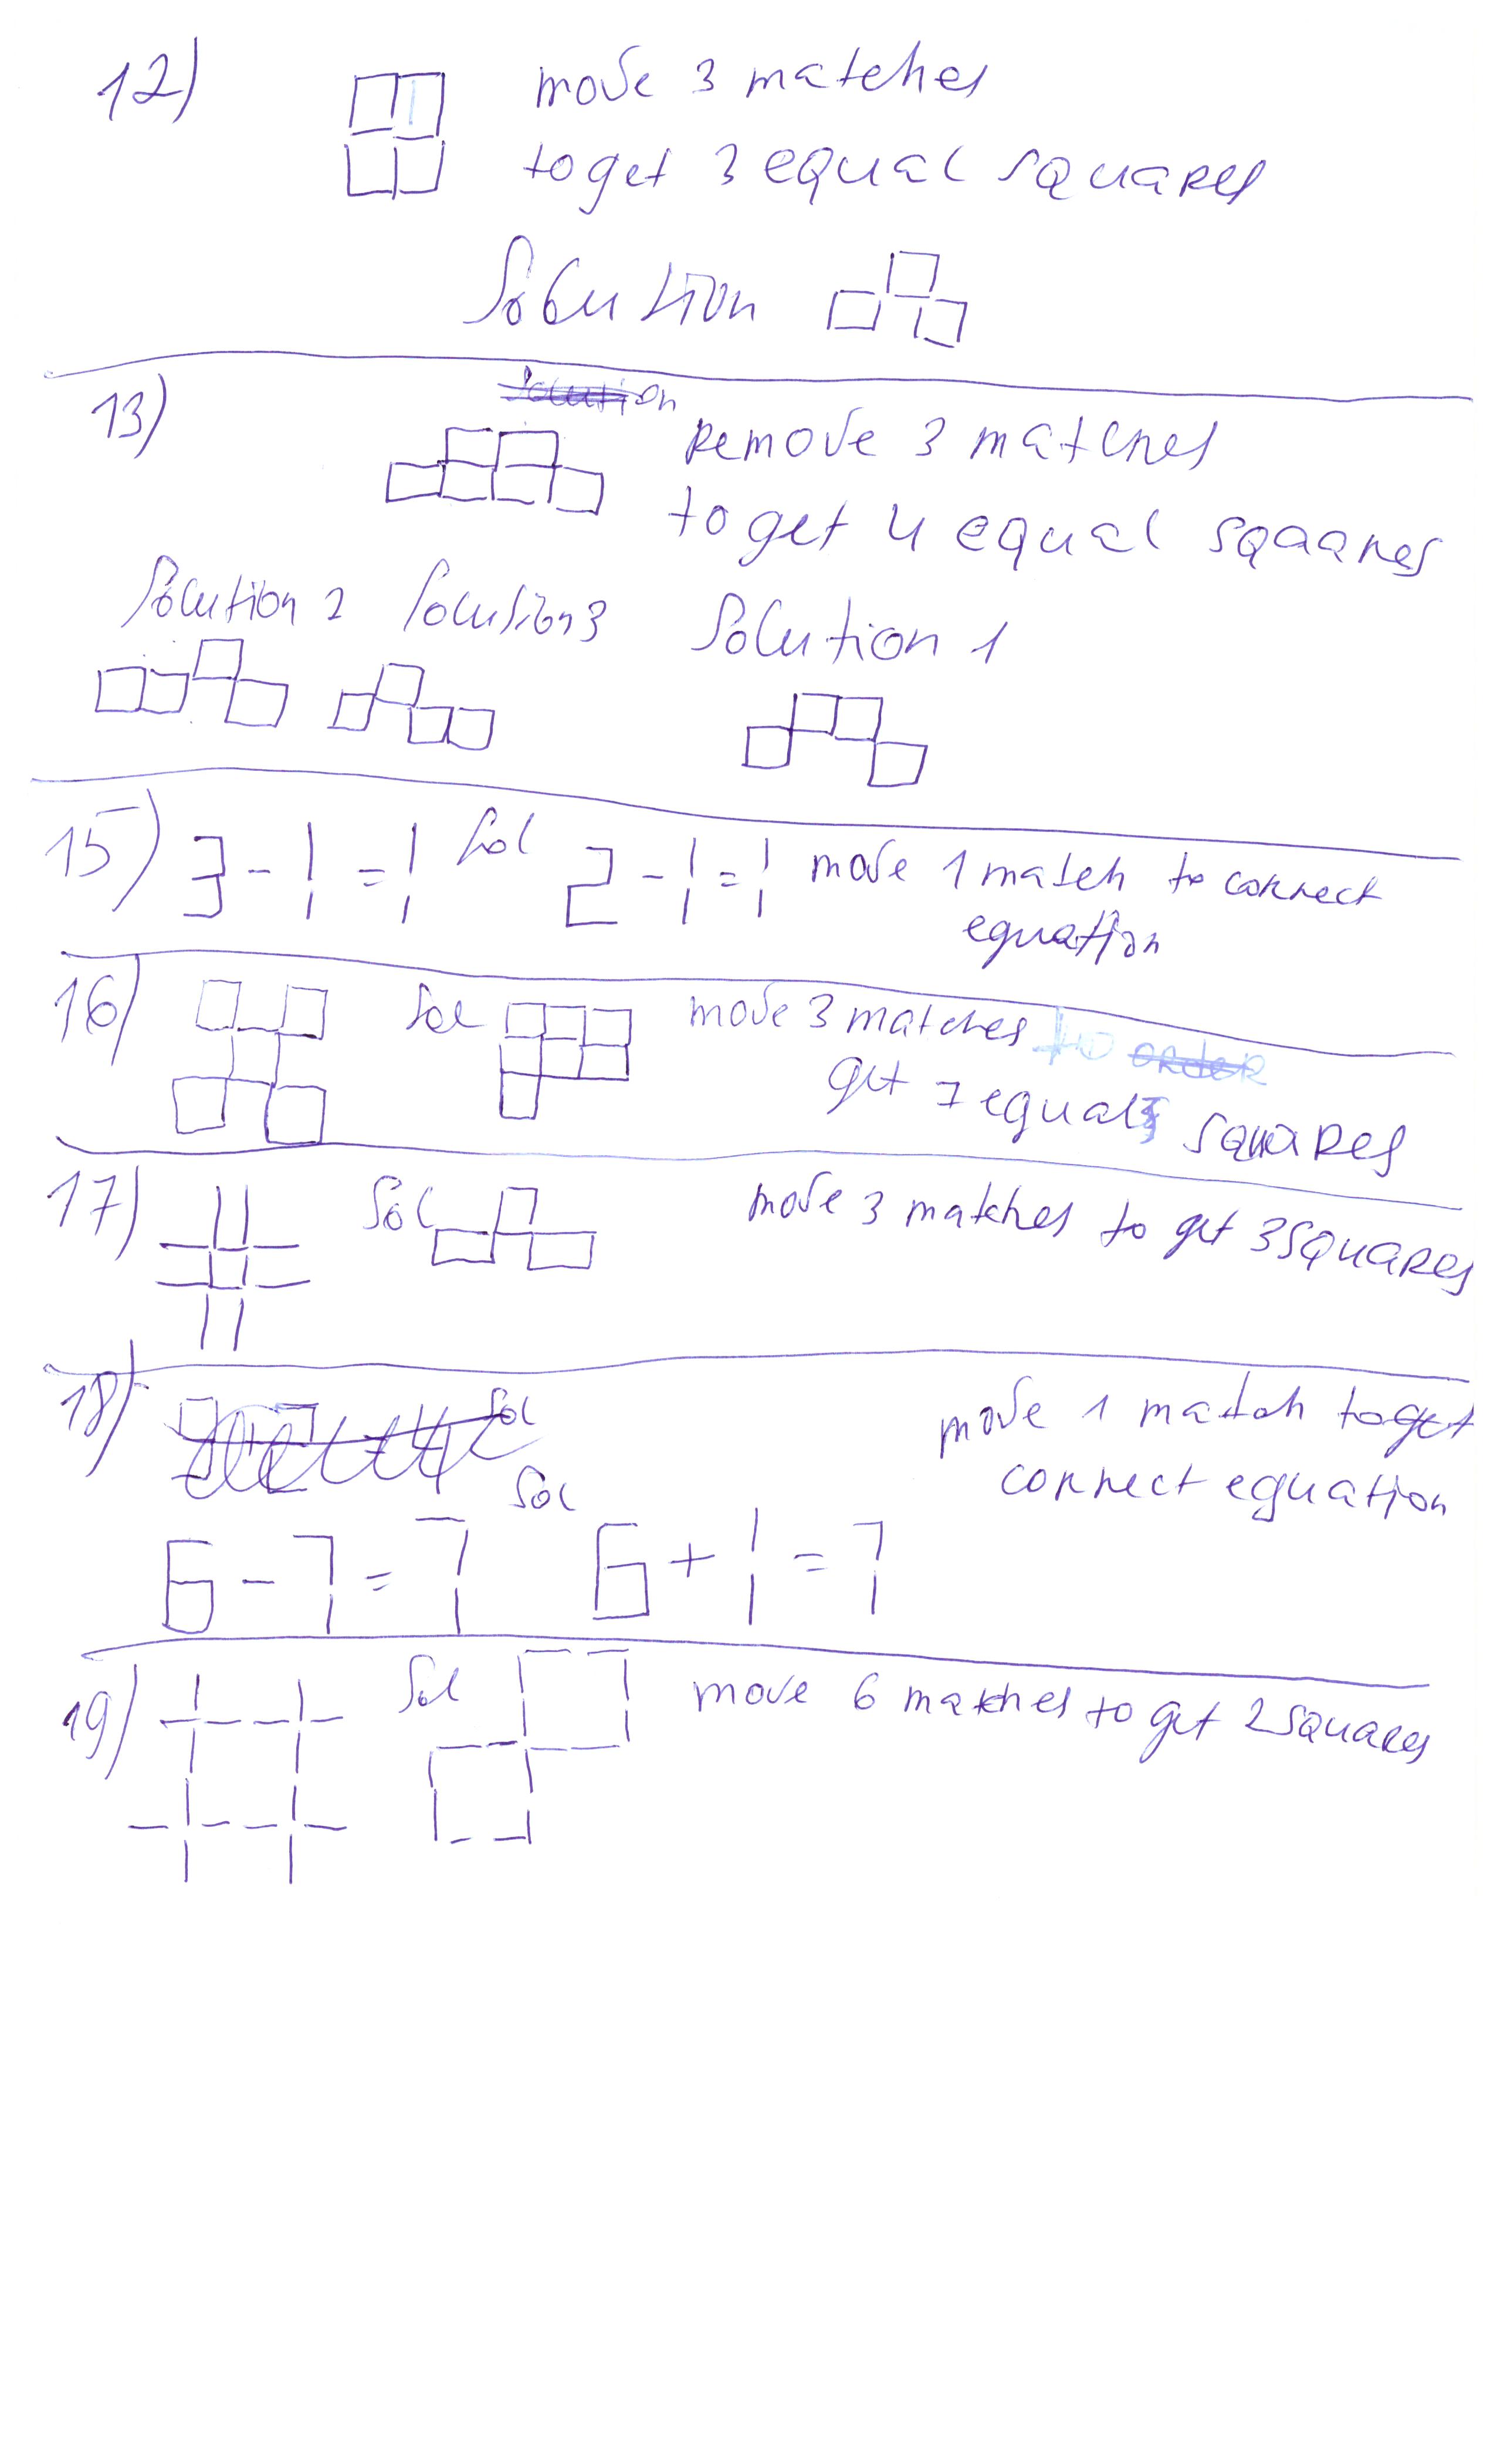 12) move 3 matches
to get 3 equal squares
Solution
13) Solution
Remove 3 matches
to get 4 equal sqaares
Solution 2 Solution 3 Solution 1
15) 3 - 1 = 1 Sol 2 - 1 = 1 move 1 match to correct
equation
16) Sol move 3 matches order
get 7 equal squares
17) Sol move 3 matches to get 3 squares
18) Sol move 1 match to get
correct equation
Sol
6 - 7 = 7 6 + 1 = 7
19) Sol move 6 matches to get 2 squares